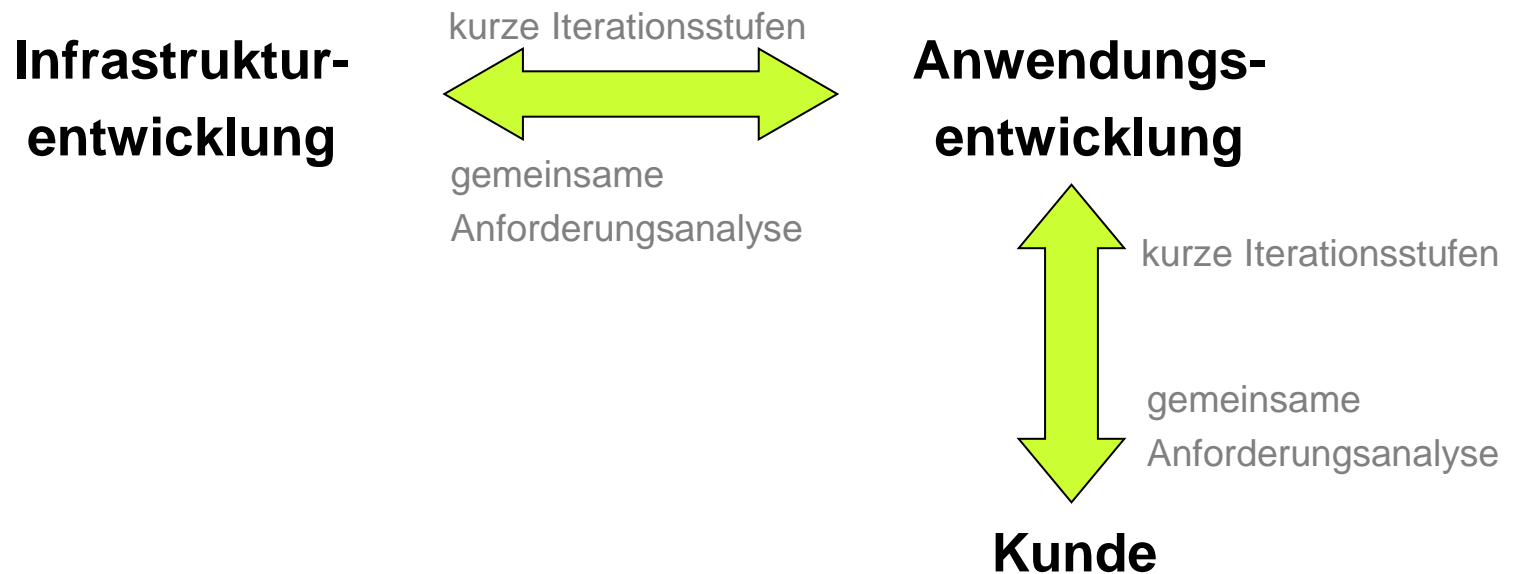 kurze Iterationsstufen
Infrastruktur-
entwicklung
Anwendungs-
entwicklung
gemeinsame
Anforderungsanalyse
kurze Iterationsstufen
gemeinsame
Anforderungsanalyse
Kunde